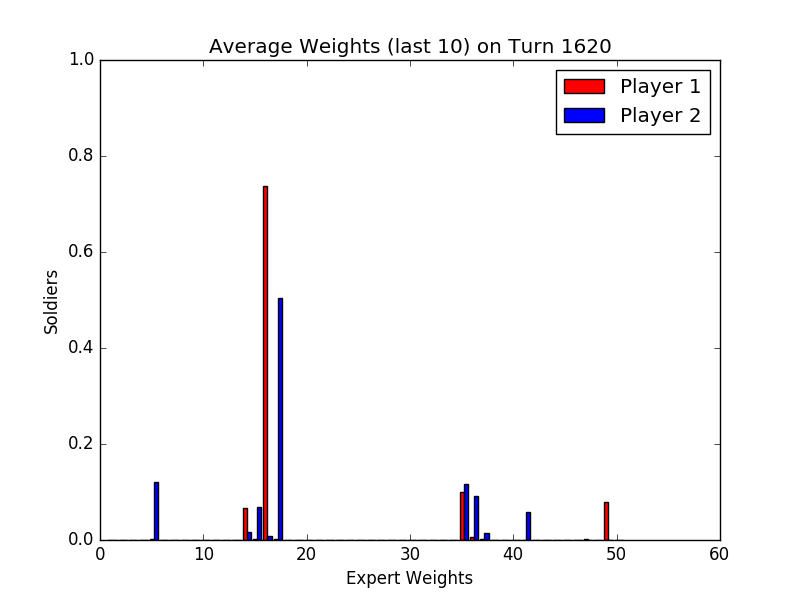 Average Weights (last 10) on Turn 1620
1.0
0.8
0.6
0.4
0.2
0.0
Soldiers
Player 1
Player 2
0 10 20 30 40 50 60
Expert Weights